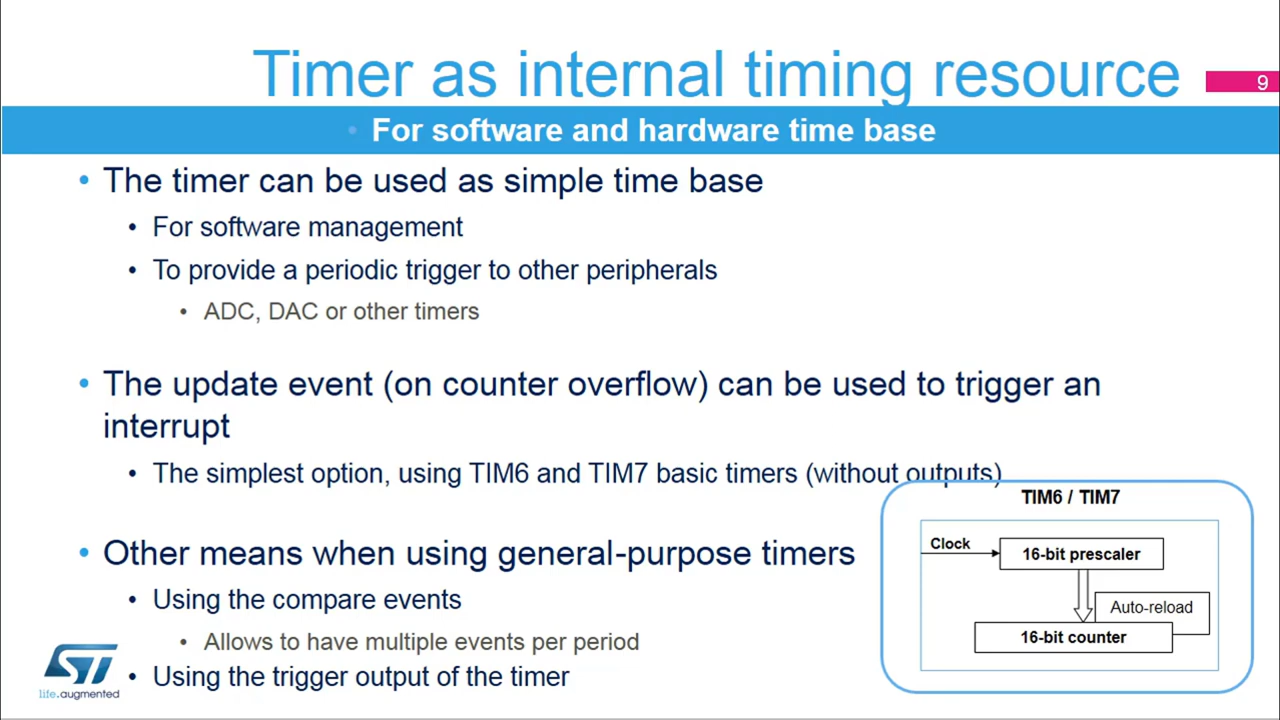 Timer as internal timing resource
9
• For software and hardware time base
• The timer can be used as simple time base
• For software management
• To provide a periodic trigger to other peripherals
• ADC, DAC or other timers
• The update event (on counter overflow) can be used to trigger an
interrupt
• The simplest option, using TIM6 and TIM7 basic timers (without outputs)
• Other means when using general-purpose timers
• Using the compare events
• Allows to have multiple events per period
• Using the trigger output of the timer
TIM6 / TIM7
Clock
16-bit prescaler
Auto-reload
16-bit counter
ST
life.augmented